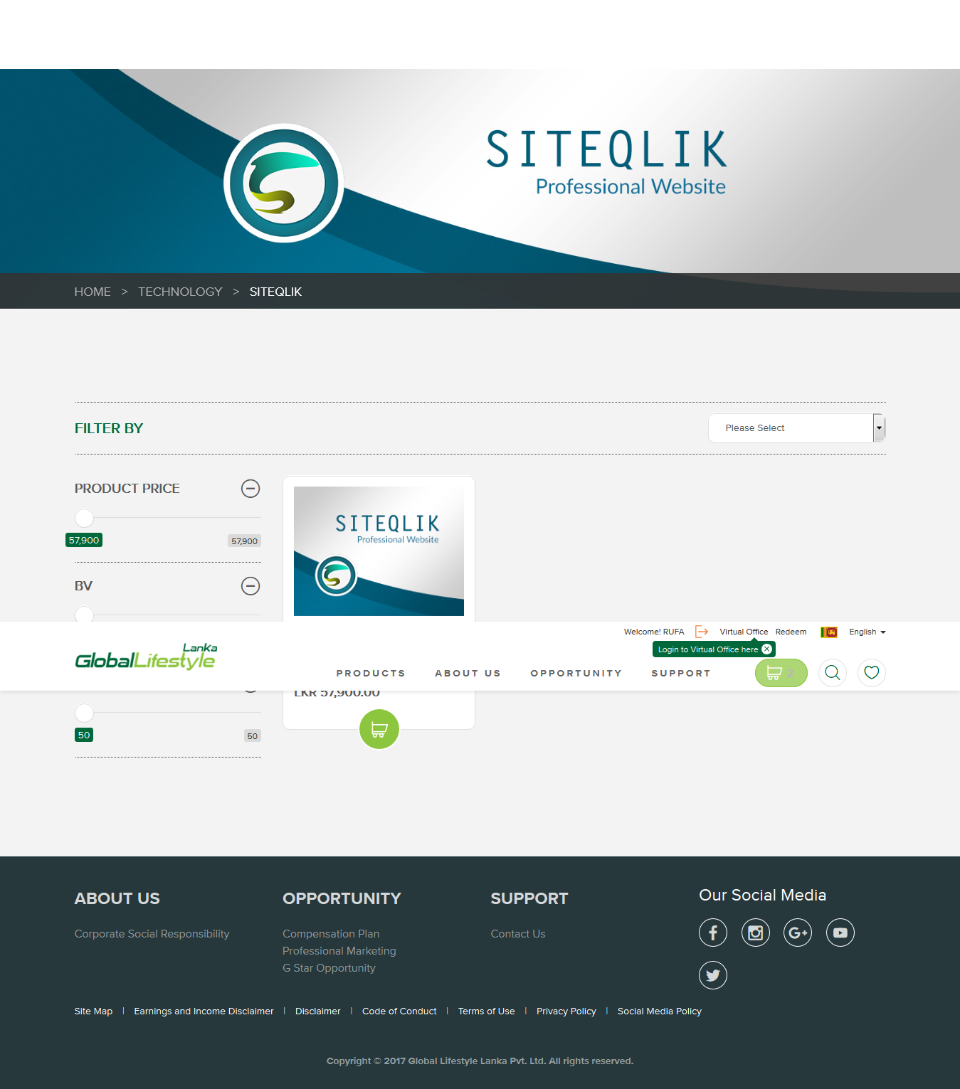 SITEQLIK
Professional Website
HOME > TECHNOLOGY > SITEQLIK
FILTER BY
Please Select
PRODUCT PRICE
57,900
57,900
BV
SITEQLIK
Professional Website
Welcome! RUFA
Virtual Office
Redeem
English
Lanka
GlobalLifestyle
Login to Virtual Office here
PRODUCTS
ABOUT US
OPPORTUNITY
SUPPORT
2
LKR 57,900.00
50
50
ABOUT US
Corporate Social Responsibility
OPPORTUNITY
Compensation Plan
Professional Marketing
G Star Opportunity
SUPPORT
Contact Us
Our Social Media
Site Map | Earnings and Income Disclaimer | Disclaimer | Code of Conduct | Terms of Use | Privacy Policy | Social Media Policy
Copyright © 2017 Global Lifestyle Lanka Pvt. Ltd. All rights reserved.